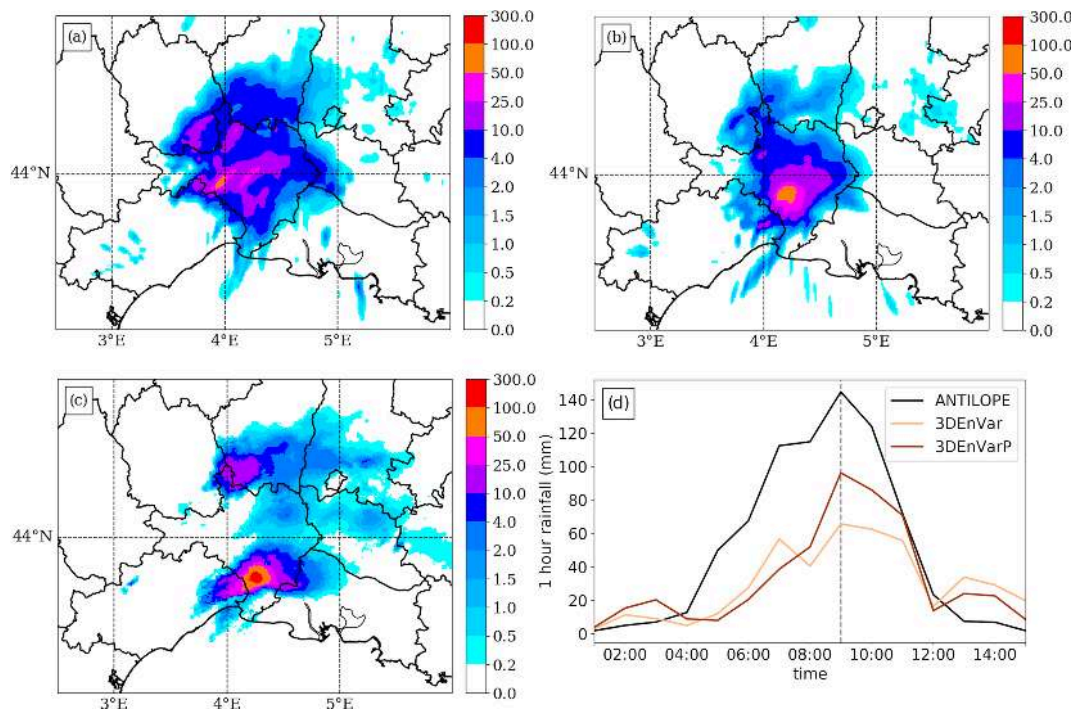 (a)
300.0
100.0
50.0
25.0
10.0
4.0
2.0
1.5
1.0
0.5
0.2
0.0
44°N
3°E 4°E 5°E
(b)
300.0
100.0
50.0
25.0
10.0
4.0
2.0
1.5
1.0
0.5
0.2
0.0
44°N
3°E 4°E 5°E
(c)
300.0
100.0
50.0
25.0
10.0
4.0
2.0
1.5
1.0
0.5
0.2
0.0
44°N
3°E 4°E 5°E
(d)
ANTILOPE
3DEnVar
3DEnVarP
1 hour rainfall (mm)
140
120
100
80
60
40
20
0
02:00 04:00 06:00 08:00 10:00 12:00 14:00
time